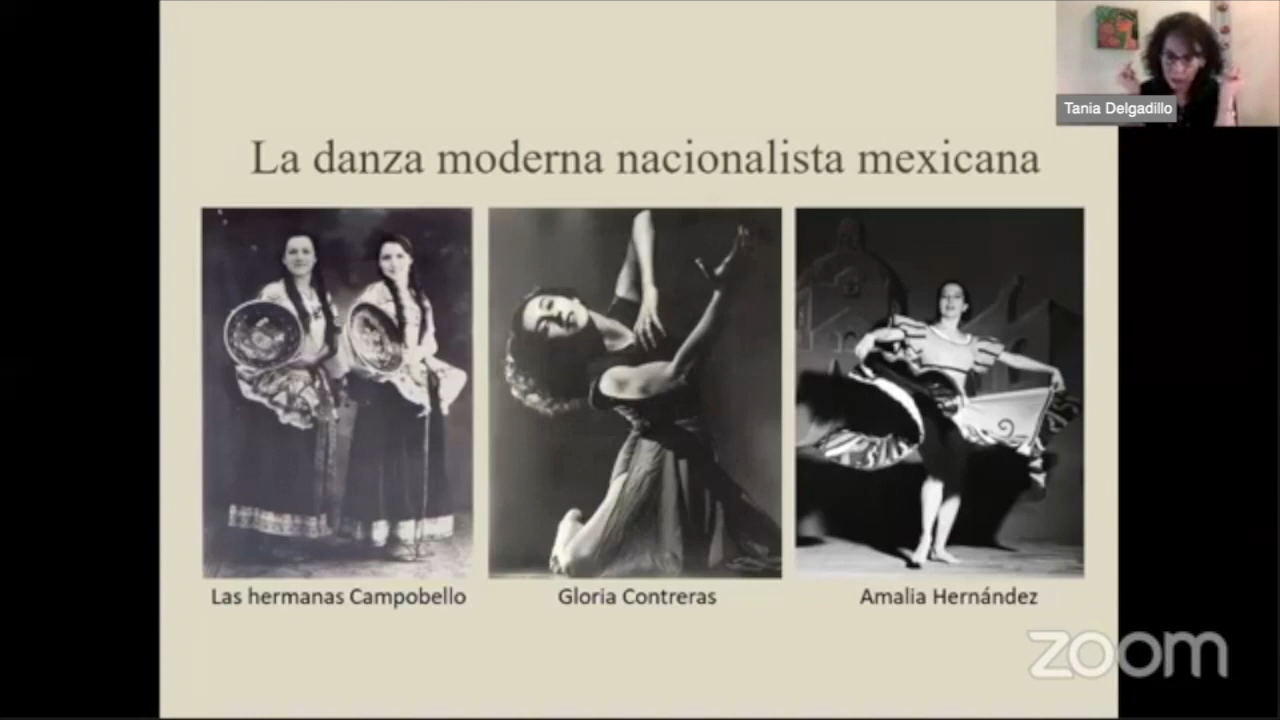 Tania Delgadillo
La danza moderna nacionalista mexicana
Las hermanas Campobello
Gloria Contreras
Amalia Hernández
zoom